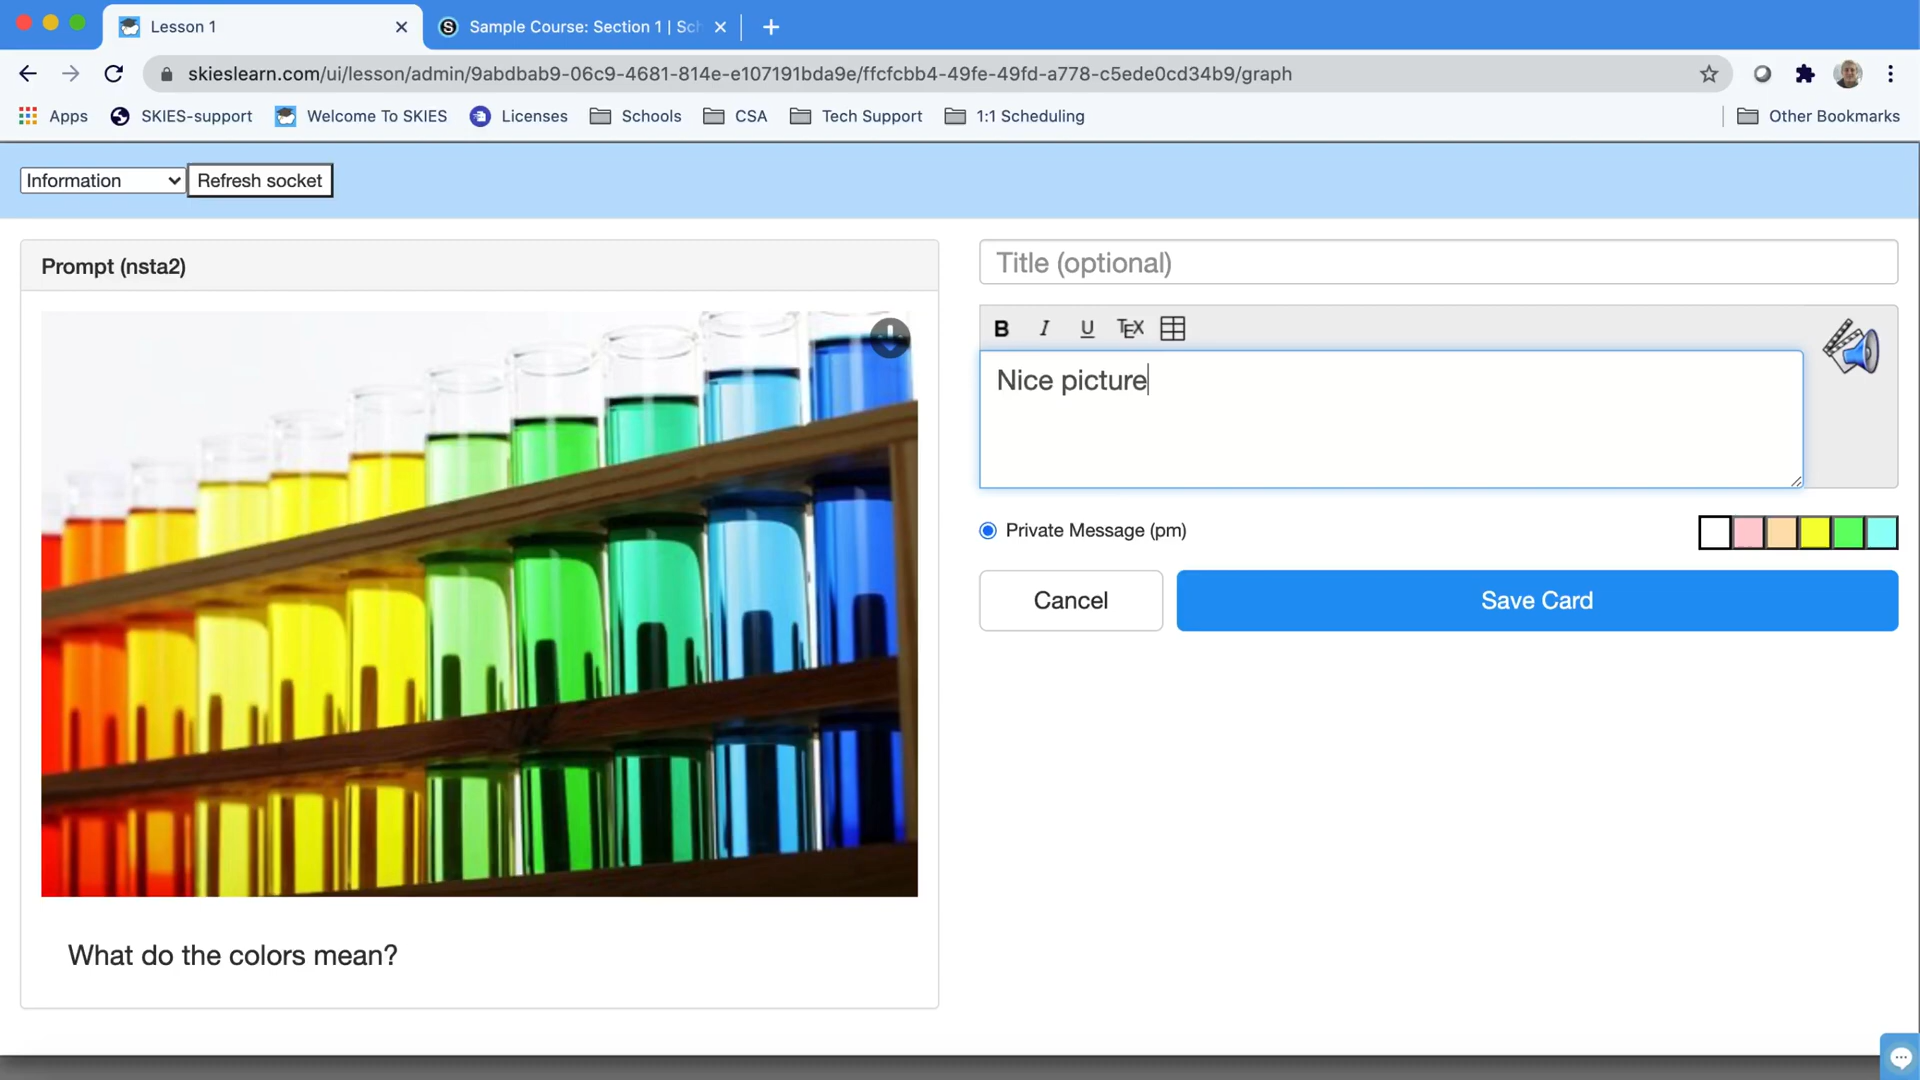 Lesson 1
Sample Course: Section 1 | Sch
skieslearn.com/ui/lesson/admin/9abdbab9-06c9-4681-814e-e107191bda9e/ffcfcbb4-49fe-49fd-a778-c5ede0cd34b9/graph
Apps SKIES-support Welcome To SKIES Licenses Schools CSA Tech Support 1:1 Scheduling Other Bookmarks
Information Refresh socket
Prompt (nsta2)
What do the colors mean?
Title (optional)
B I U TEX
Nice picture
Private Message (pm)
Cancel Save Card